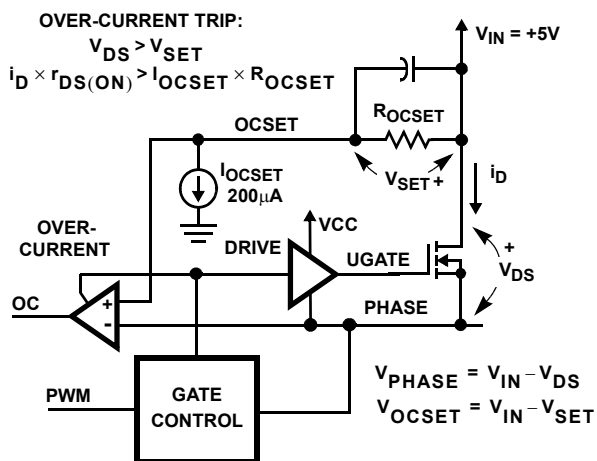 OVER-CURRENT TRIP:
V_DS > V_SET
i_D × r_DS(ON) > I_OCSET × R_OCSET
V_IN = +5V
R_OCSET
OCSET
V_SET +
i_D
I_OCSET
200µA
OVER-
CURRENT
VCC
DRIVE
UGATE
+
V_DS
OC
+
-
PHASE
PWM
GATE
CONTROL
V_PHASE = V_IN – V_DS
V_OCSET = V_IN – V_SET